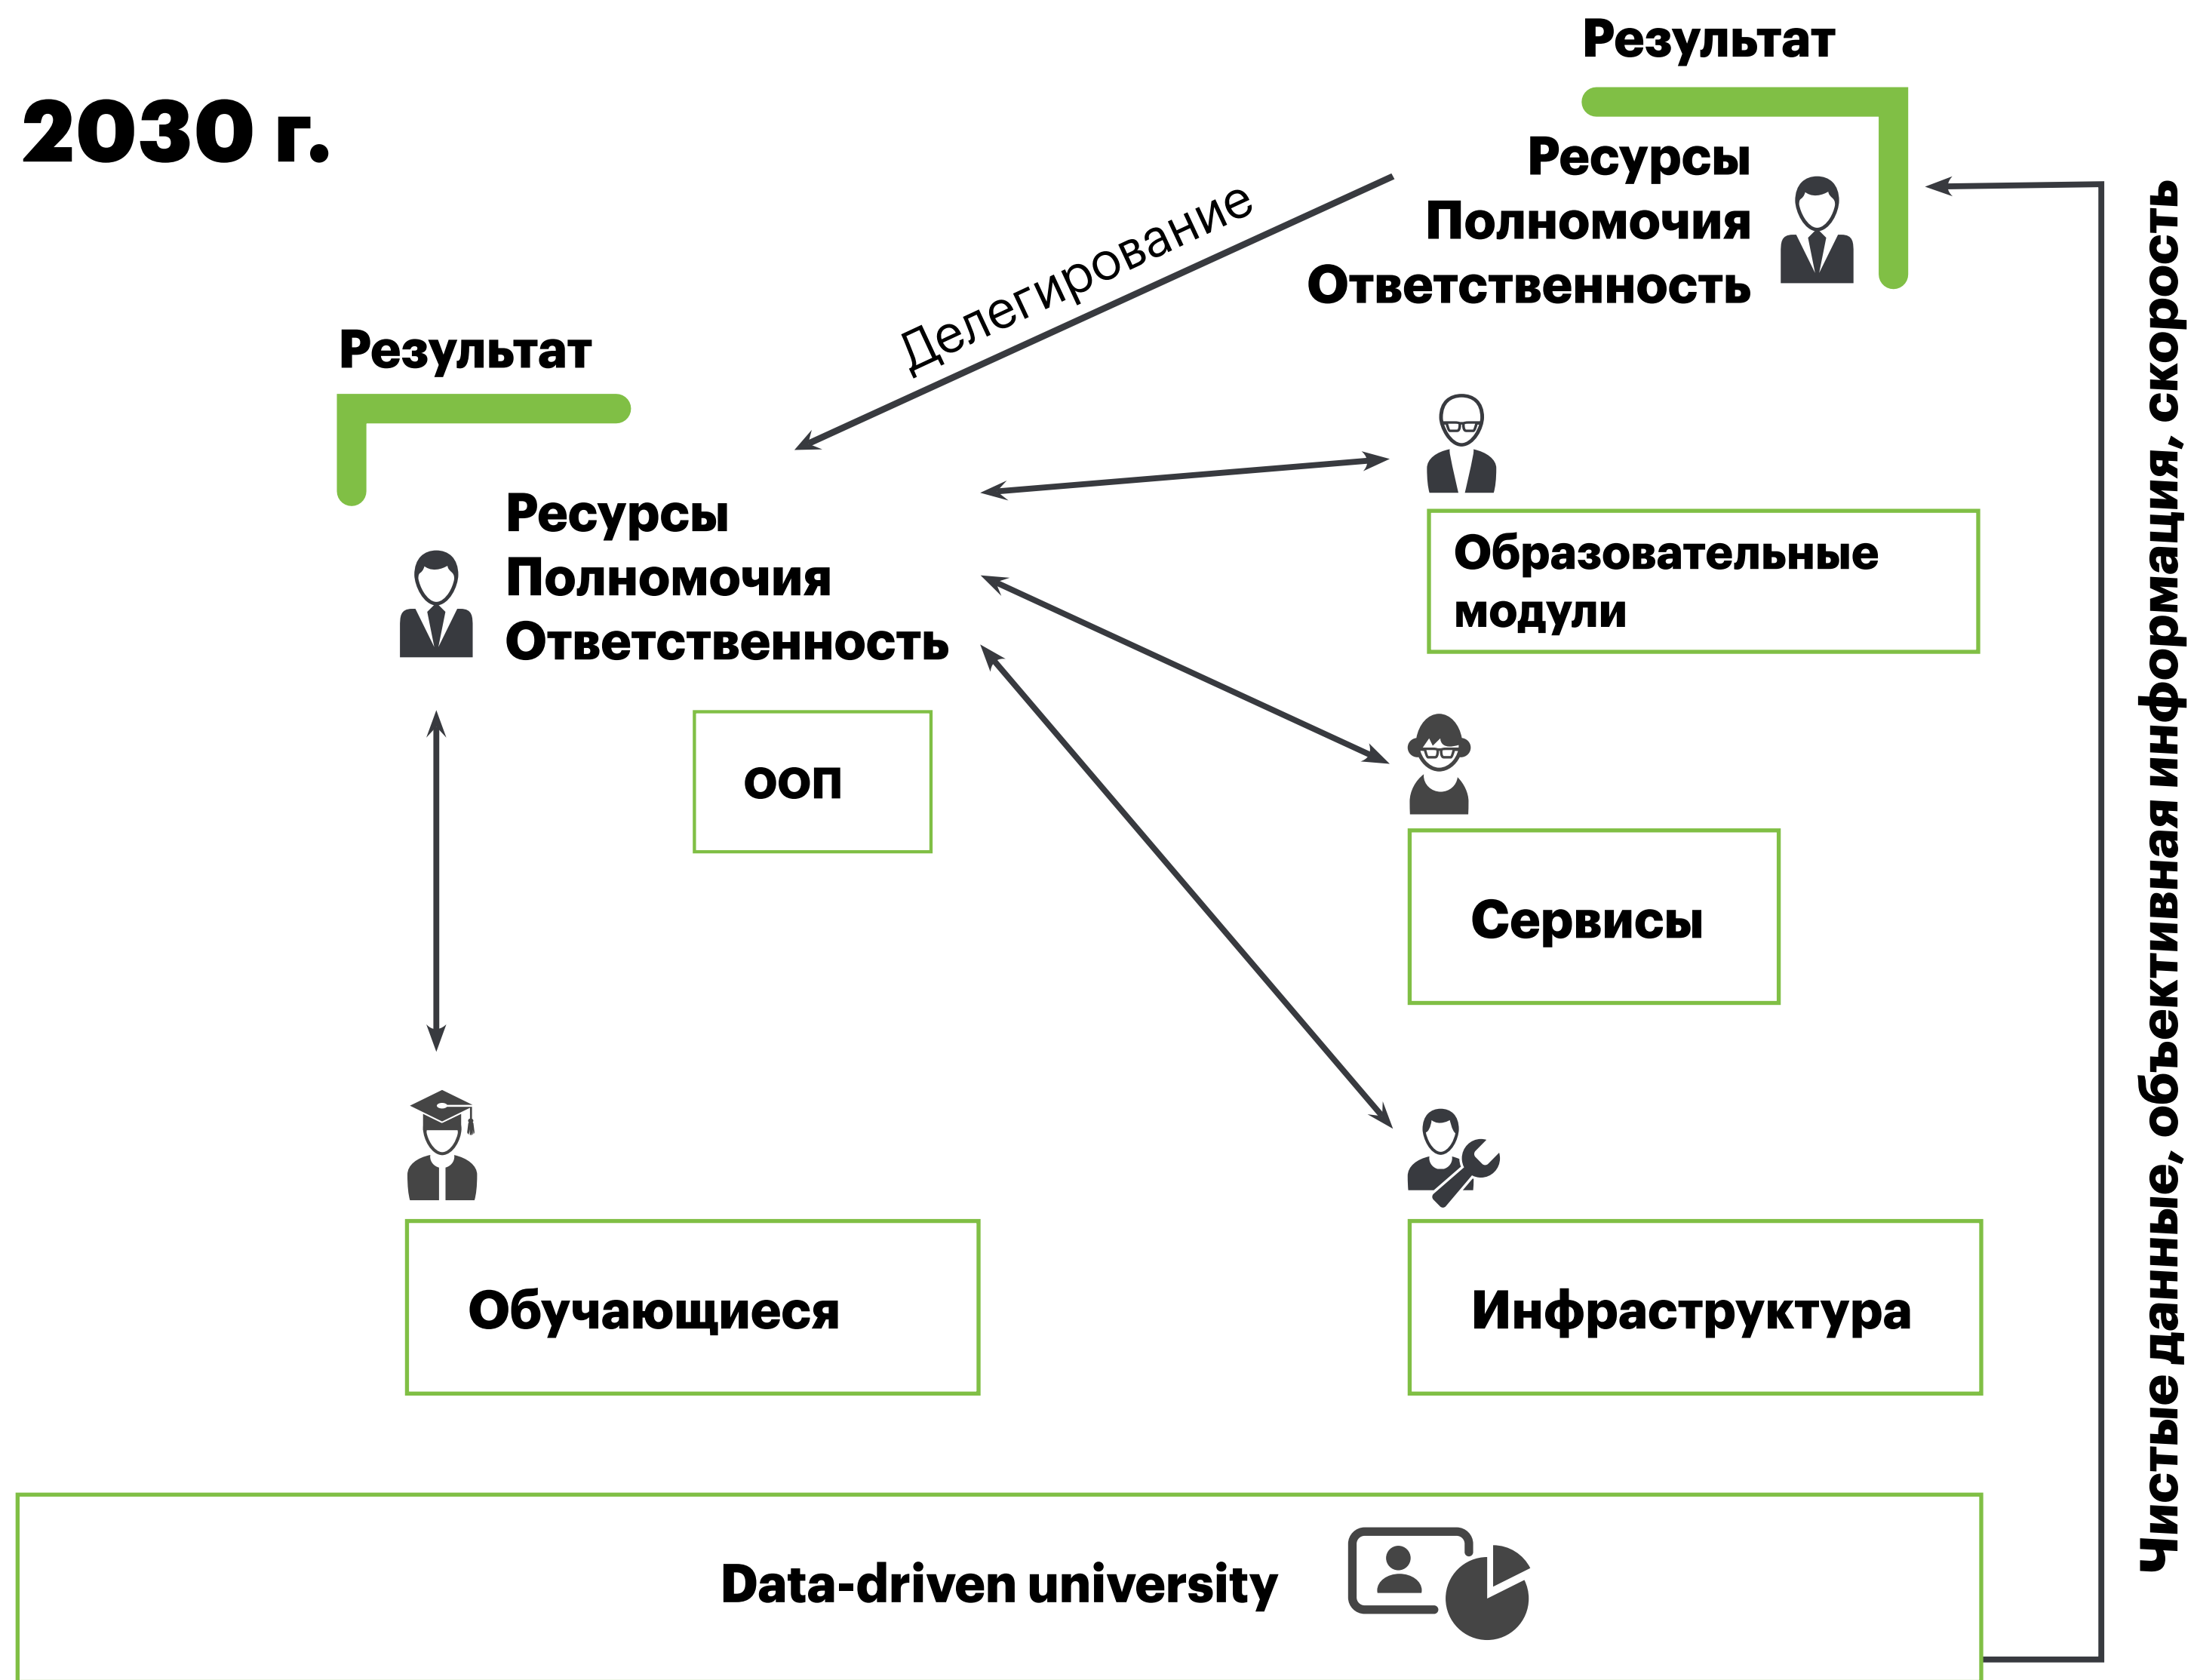 2030 г.
Результат
Ресурсы
Полномочия
Ответственность
Делегирование
Результат
Ресурсы
Полномочия
Ответственность
ооп
Образовательные
модули
Сервисы
Обучающиеся
Инфраструктура
Data-driven university
Чистые данные, объективная информация, скорость